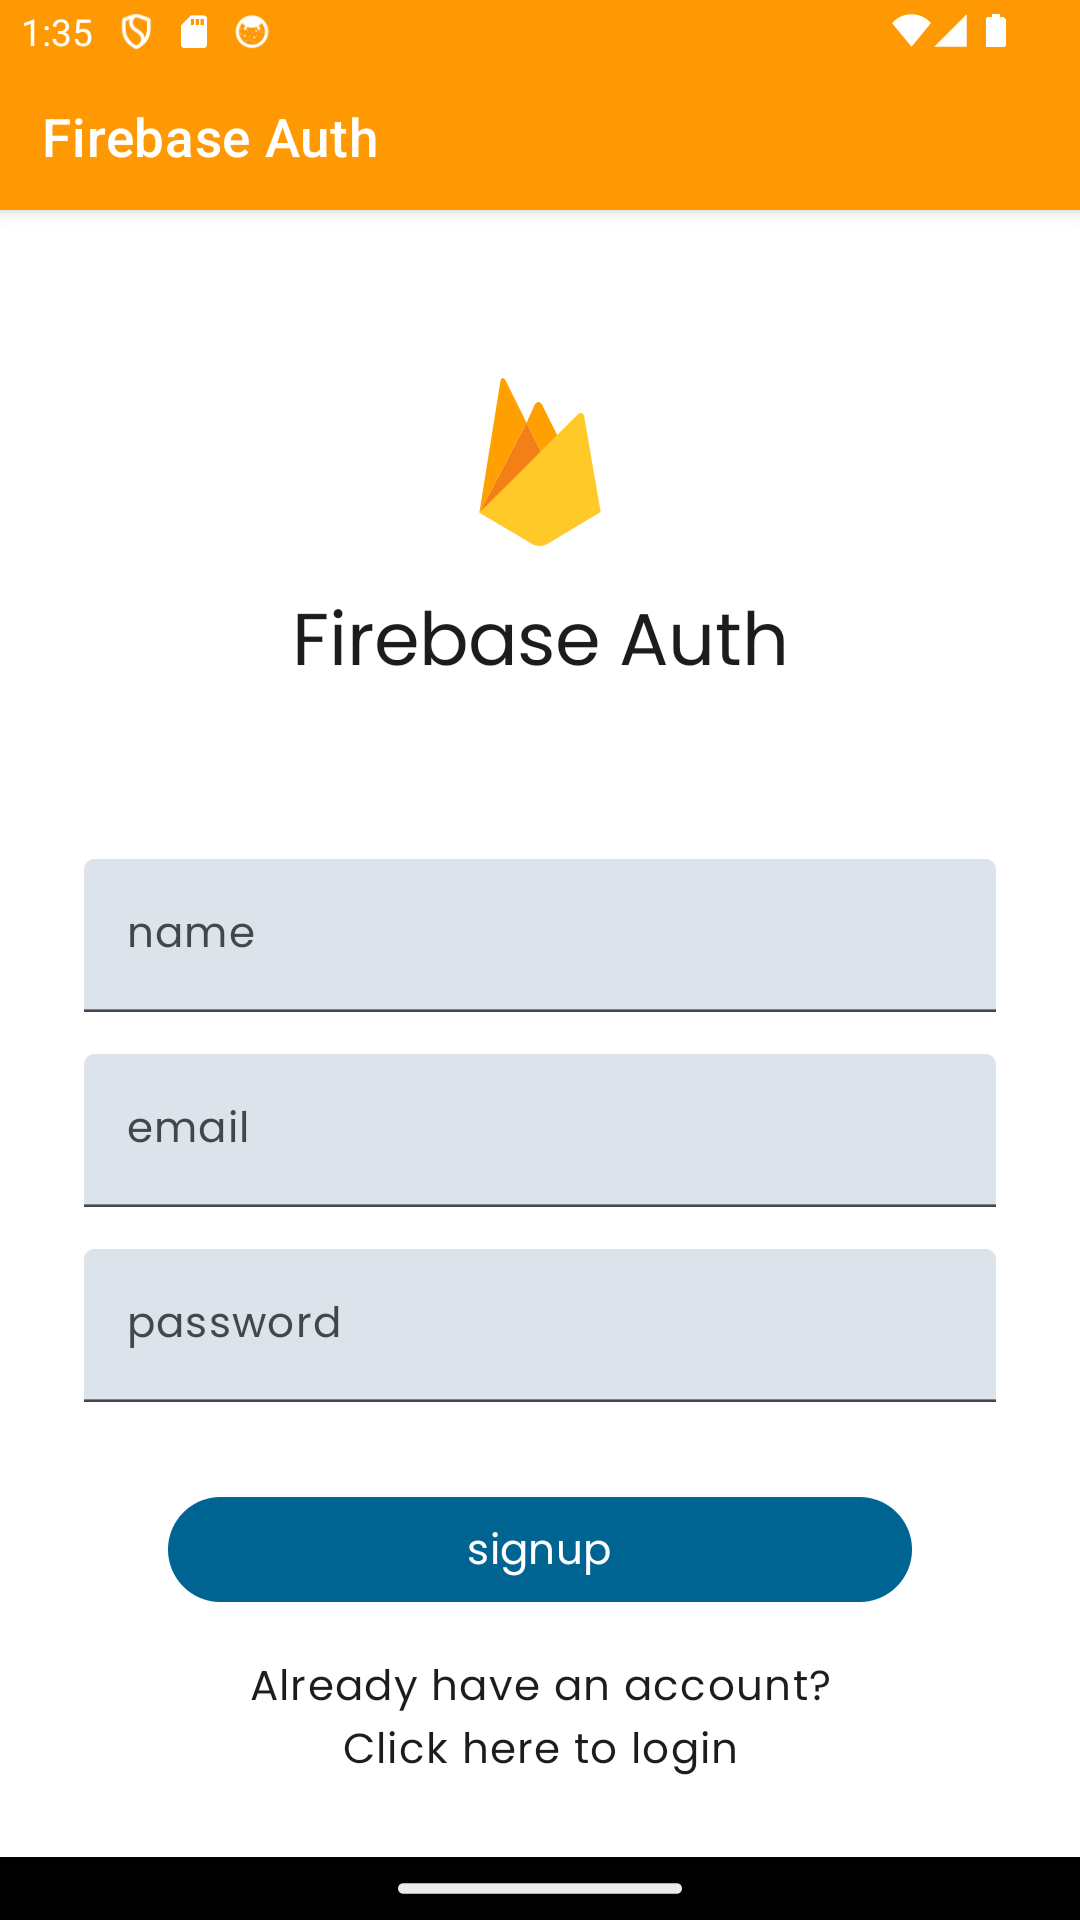 1:35
Firebase Auth
Firebase Auth
name
email
password
signup
Already have an account?
Click here to login